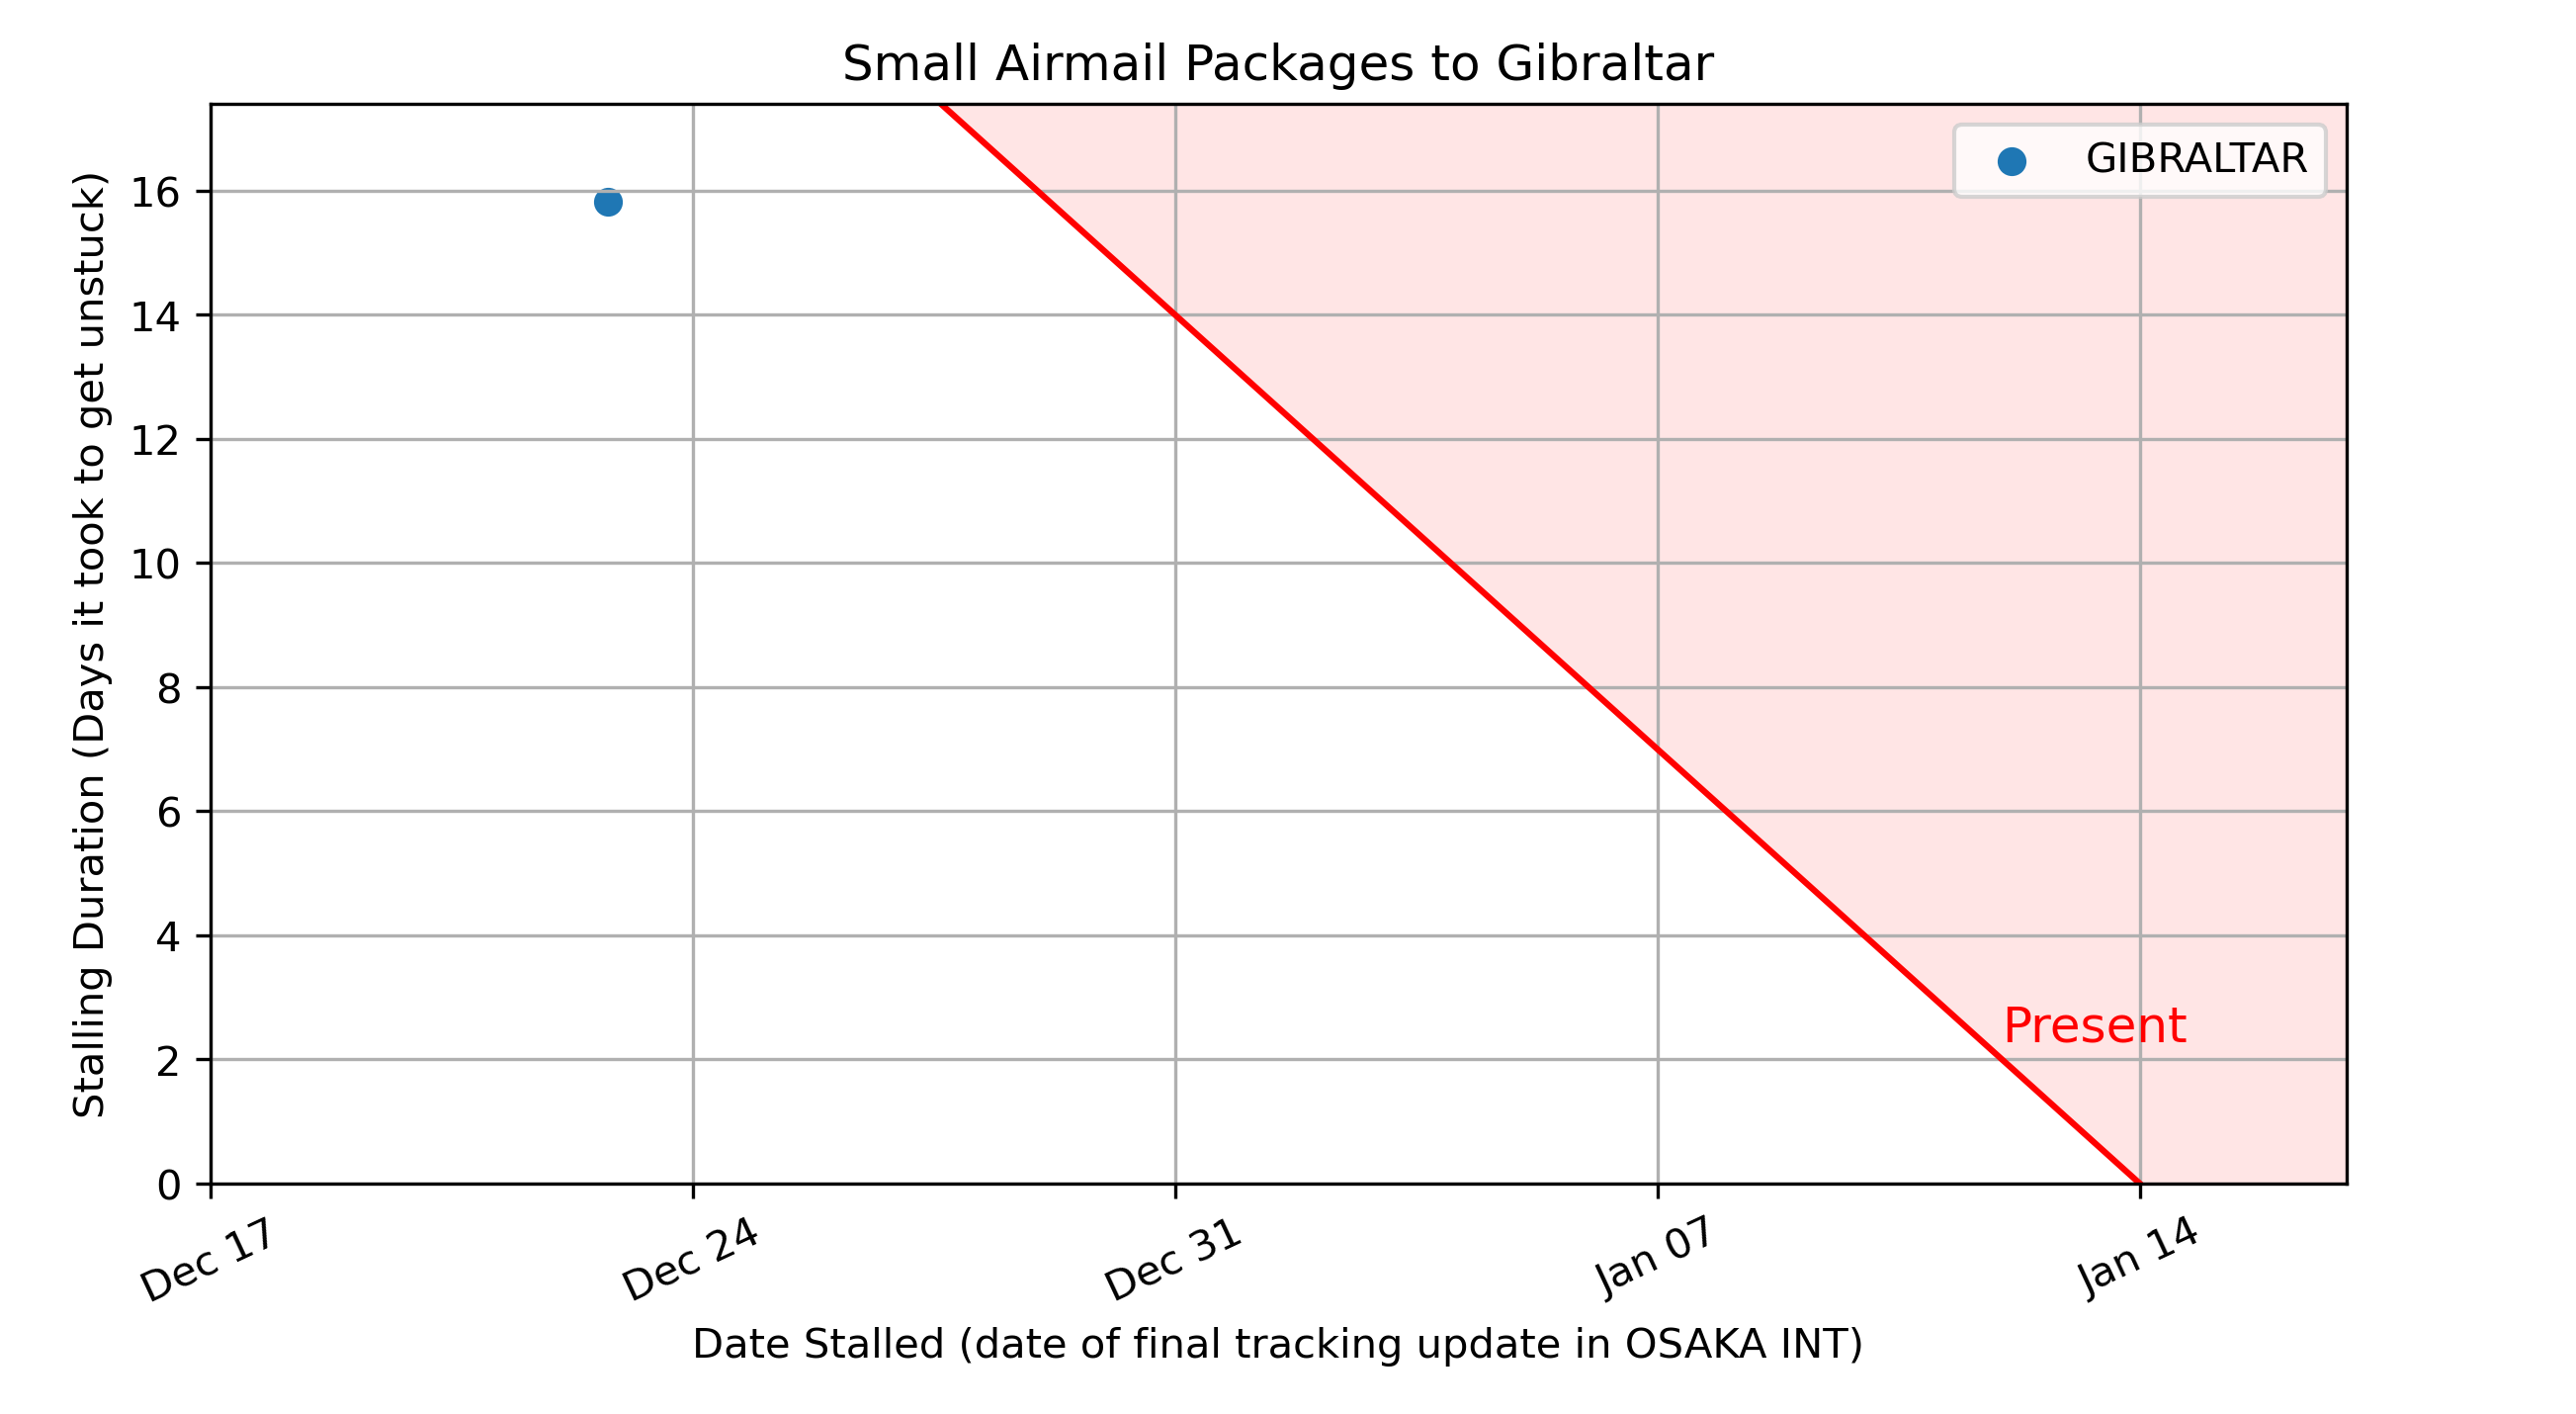 Small Airmail Packages to Gibraltar
GIBRALTAR
Stalling Duration (Days it took to get unstuck)
16
14
12
10
8
6
4
2
0
Present
Dec 17
Dec 24
Dec 31
Jan 07
Jan 14
Date Stalled (date of final tracking update in OSAKA INT)